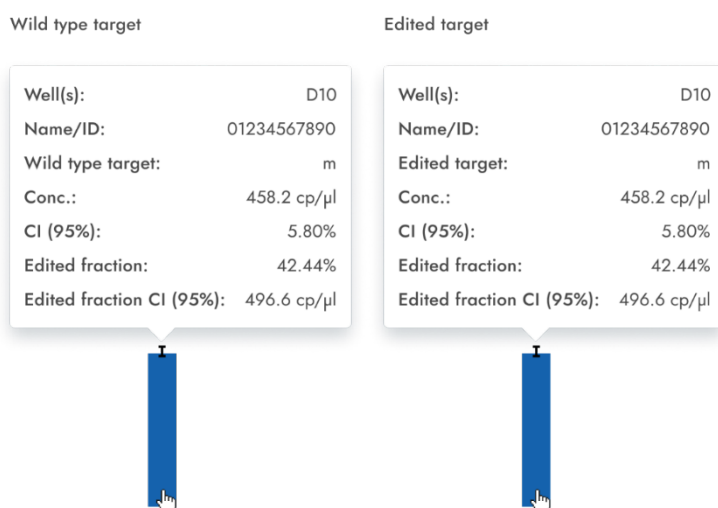 Wild type target
Well(s): D10
Name/ID: 01234567890
Wild type target: m
Conc.: 458.2 cp/µl
CI (95%): 5.80%
Edited fraction: 42.44%
Edited fraction CI (95%): 496.6 cp/µl
Edited target
Well(s): D10
Name/ID: 01234567890
Edited target: m
Conc.: 458.2 cp/µl
CI (95%): 5.80%
Edited fraction: 42.44%
Edited fraction CI (95%): 496.6 cp/µl